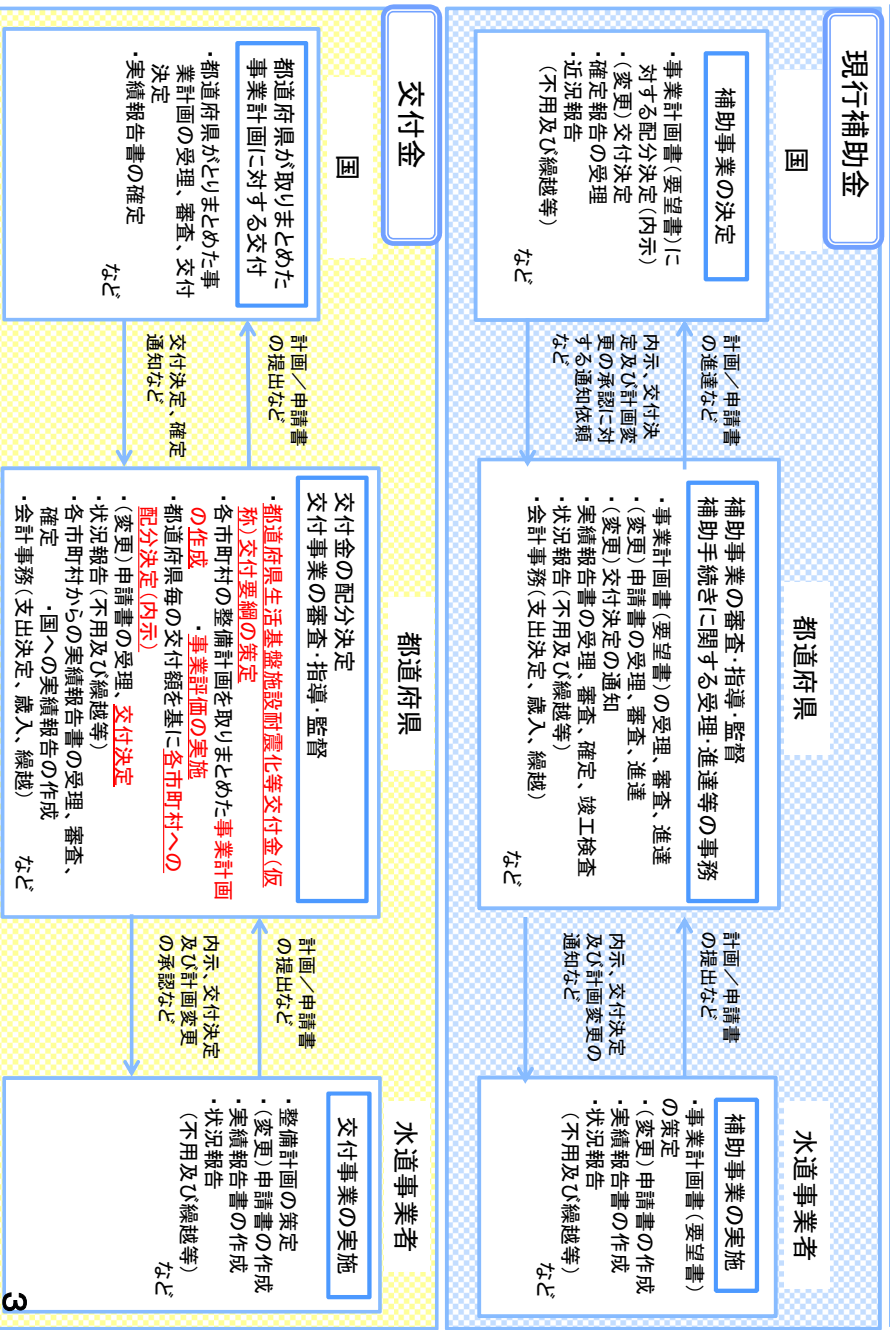 現行補助金
国
補助事業の決定
・事業計画書(要望書)に
対する配分決定(内示)
・(変更)交付決定
・確定報告の受理
・近況報告
(不用及び繰越等)
計画/申請書
の進達など
内示、交付決
定及び計画変
更の承認に対
する通知依頼
など
都道府県
補助事業の審査・指導・監督
補助手続きに関する受理・進達等の事務
・事業計画書(要望書)の受理、審査、進達
・(変更)申請書の受理、審査、進達
・(変更)交付決定の通知
・実績報告書の受理、審査、確定、竣工検査
・状況報告(不用及び繰越等)
・会計事務(支出決定、歳入、繰越)
など
計画/申請書
の提出など
内示、交付決定
及び計画変更の
通知など
水道事業者
補助事業の実施
・事業計画書(要望書)
の策定
・(変更)申請書の作成
・実績報告書の作成
・状況報告
(不用及び繰越等)
など
交付金
国
都道府県が取りまとめた
事業計画に対する交付
・都道府県がとりまとめた事
業計画の受理、審査、交付
決定
・実績報告書の確定
など
計画/申請書
の提出など
交付決定、確定
通知など
都道府県
交付金の配分決定
交付事業の審査・指導・監督
・都道府県生活基盤施設耐震化等交付金(仮
称)交付要綱の策定
・各市町村の整備計画を取りまとめた事業計画
の作成 ・事業評価の実施
・都道府県毎の交付額を基に各市町村への
配分決定(内示)
・(変更)申請書の受理、交付決定
・状況報告(不用及び繰越等)
・各市町村からの実績報告書の受理、審査、
確定 ・国への実績報告の作成
・会計事務(支出決定、歳入、繰越) など
計画/申請書
の提出など
内示、交付決定
及び計画変更
の承認など
水道事業者
交付事業の実施
・整備計画の策定
・(変更)申請書の作成
・実績報告書の作成
・状況報告
(不用及び繰越等)
など
3